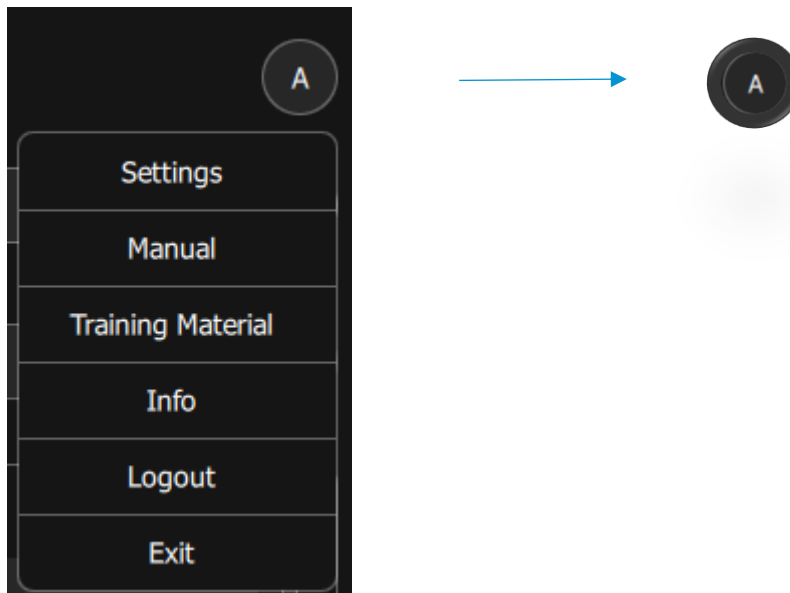 A
A
Settings
Manual
Training Material
Info
Logout
Exit